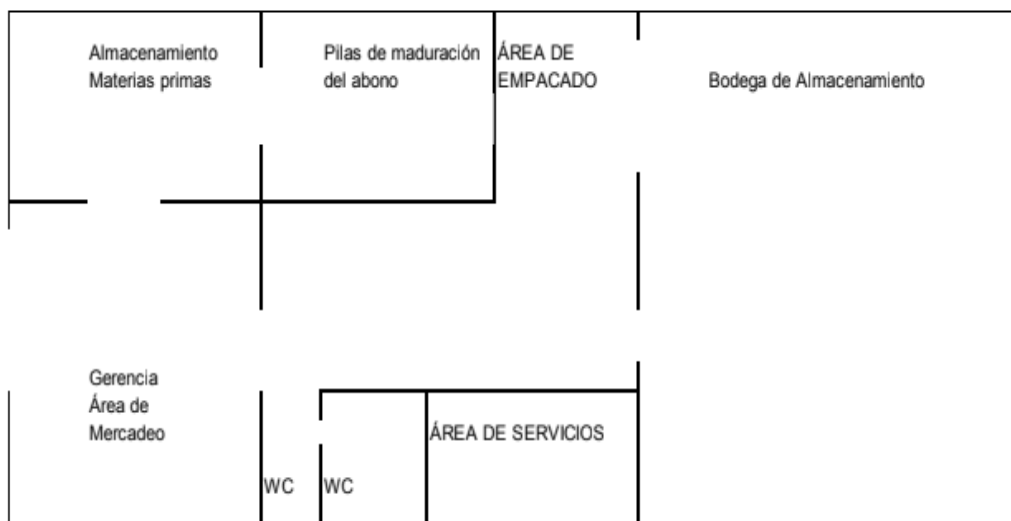 Almacenamiento
Materias primas
Pilas de maduración
del abono
ÁREA DE
EMPACADO
Bodega de Almacenamiento
Gerencia
Área de
Mercadeo
ÁREA DE SERVICIOS
WC
WC